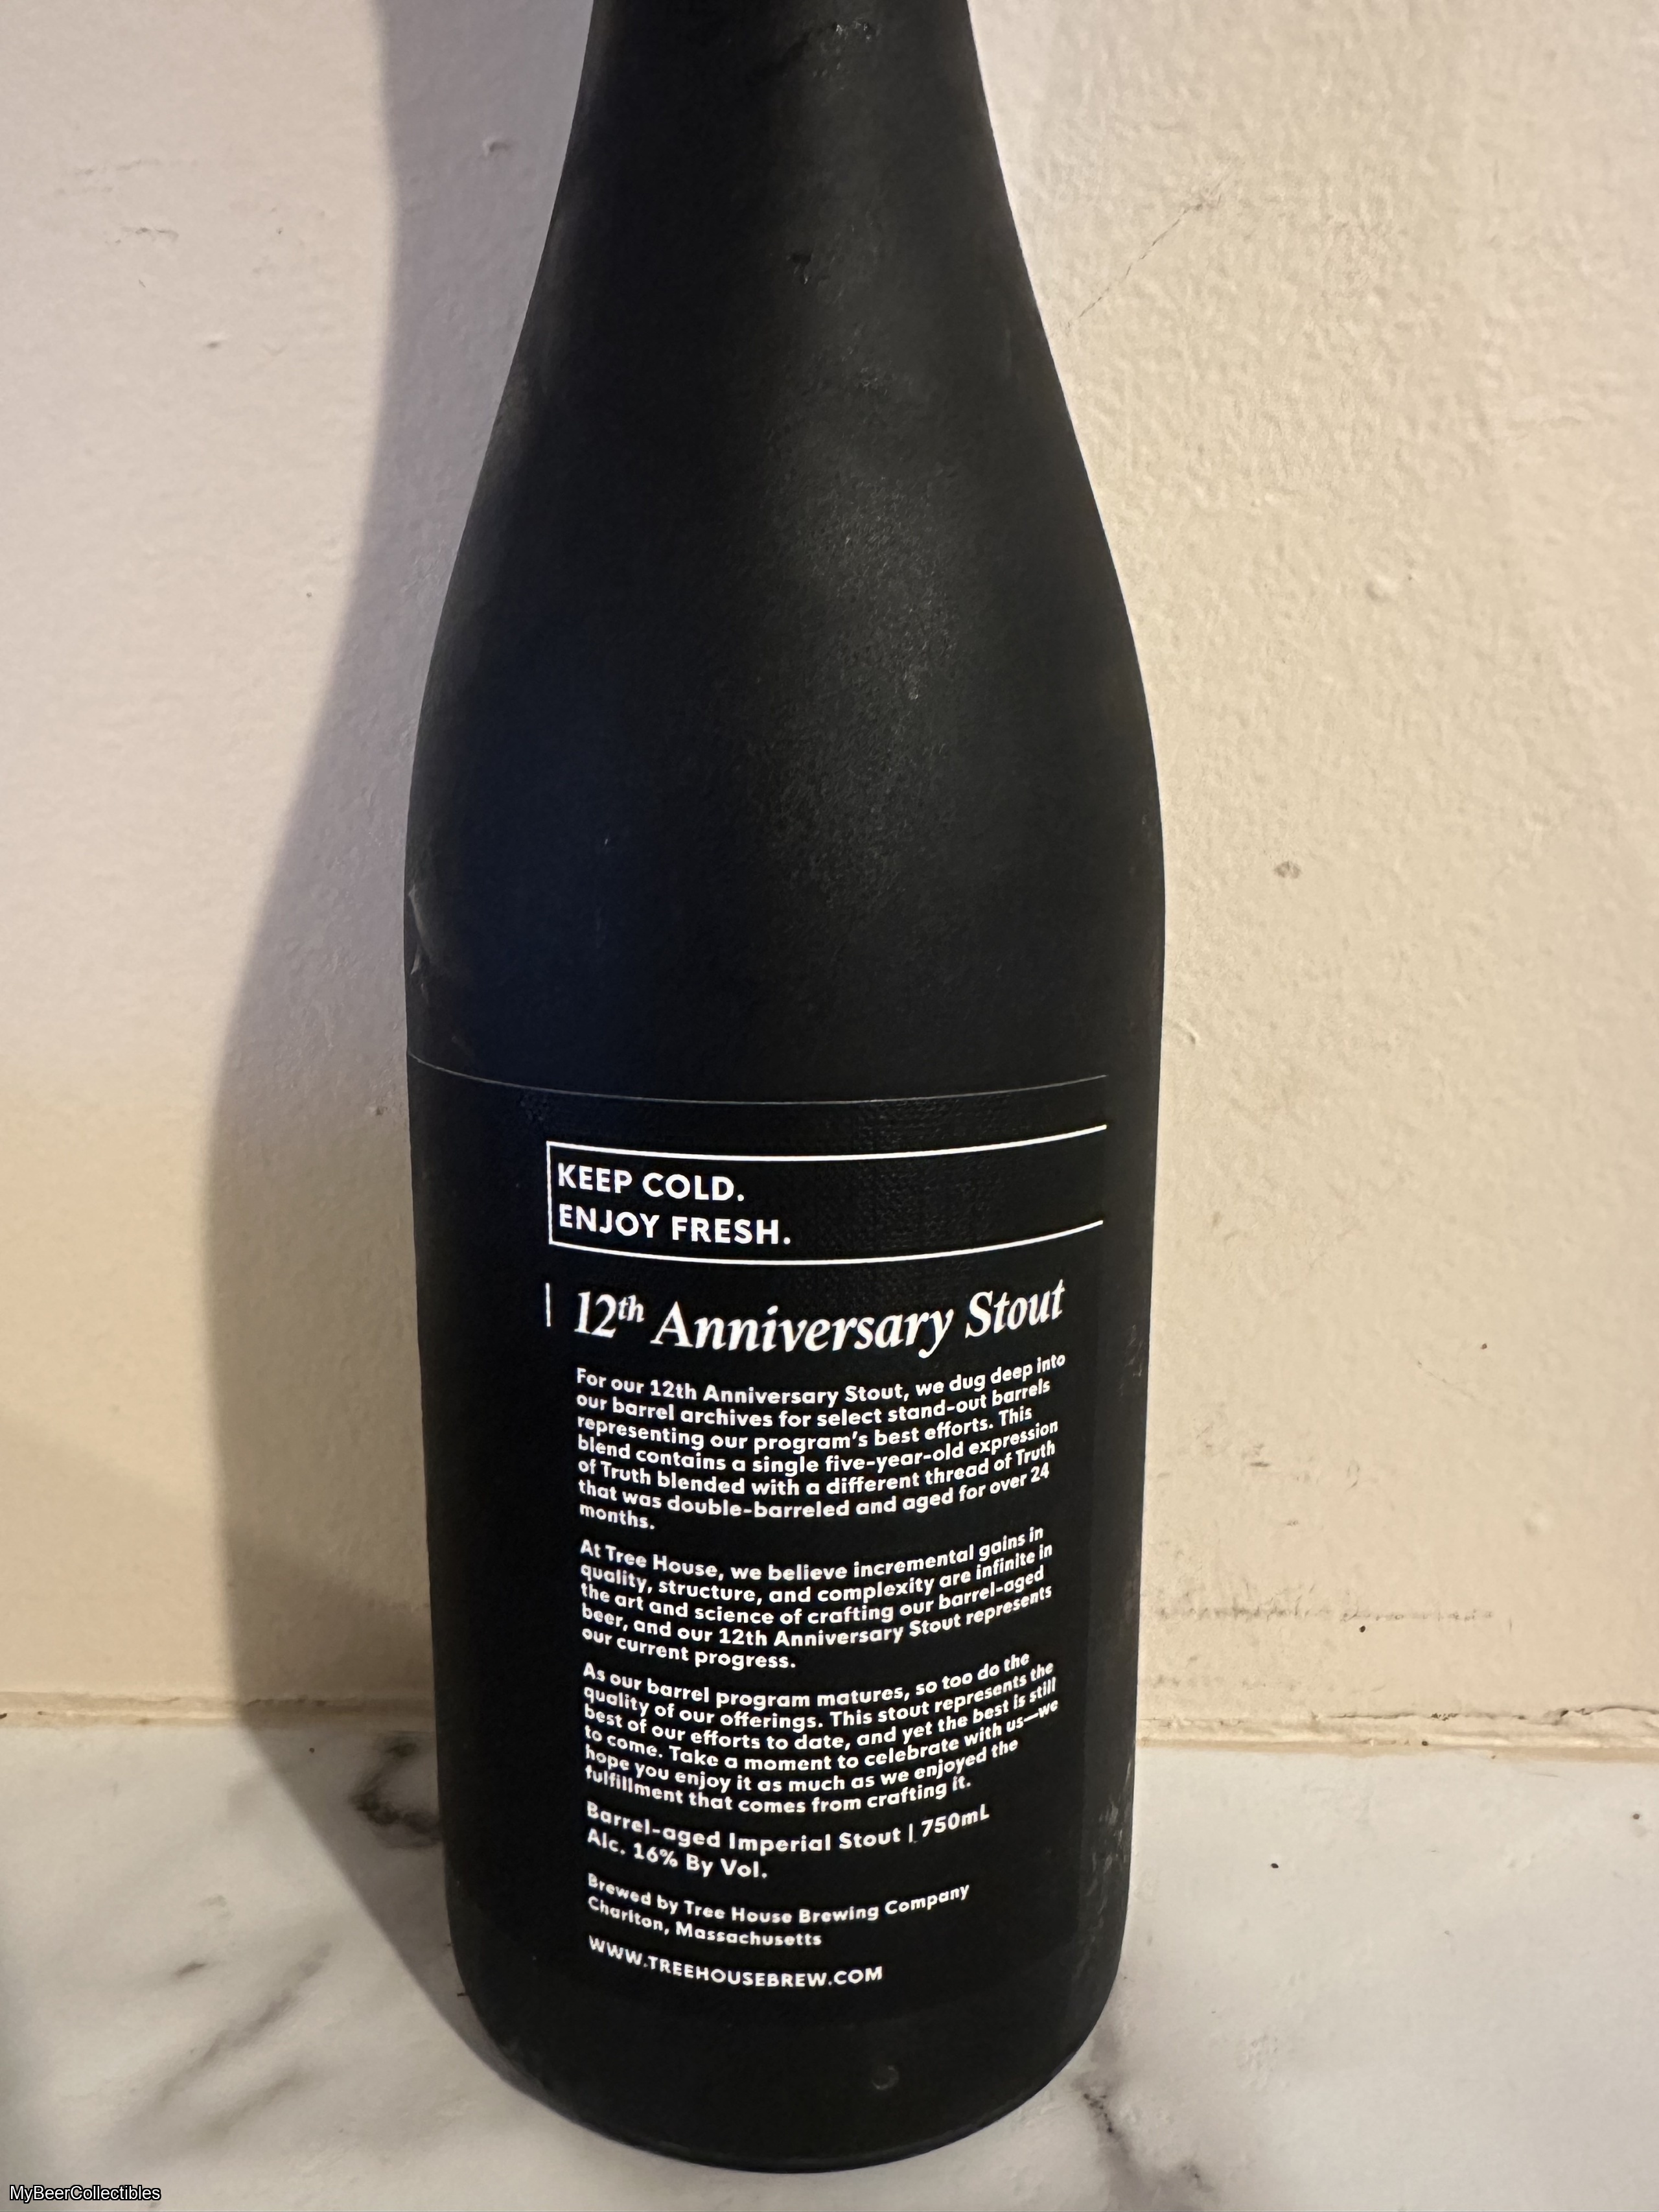 KEEP COLD.
ENJOY FRESH.
12th Anniversary Stout
For our 12th Anniversary Stout, we dug deep into
our barrel archives for select stand-out barrels
representing our program's best efforts. This
blend contains a single five-year-old expression
of Truth blended with a different thread of Truth
that was double-barreled and aged for over 24
months.
At Tree House, we believe incremental gains in
quality, structure, and complexity are infinite in
the art and science of crafting our barrel-aged
beer, and our 12th Anniversary Stout represents
our current progress.
As our barrel program matures, so too do the
quality of our offerings. This stout represents the
best of our efforts to date, and yet the best is still
to come. Take a moment to celebrate with us—we
hope you enjoy it as much as we enjoyed the
fulfillment that comes from crafting it.
Barrel-aged Imperial Stout | 750mL
Alc. 16% By Vol.
Brewed by Tree House Brewing Company
Charlton, Massachusetts
WWW.TREEHOUSEBREW.COM
MyBeerCollectibles